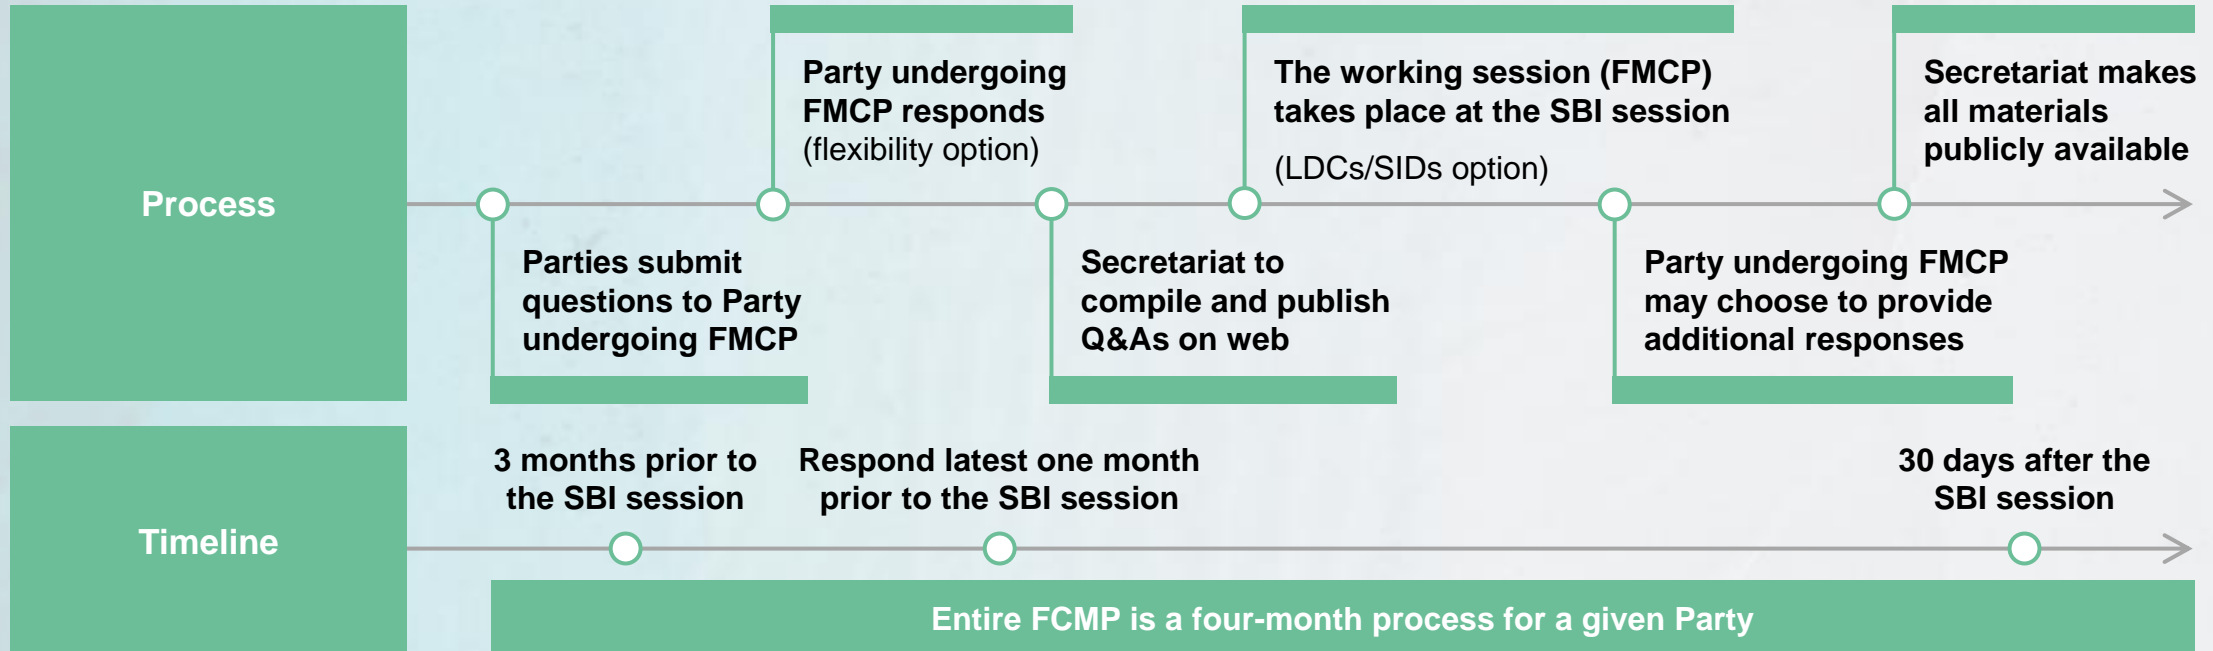 Process
Parties submit
questions to Party
undergoing FMCP
Party undergoing
FMCP responds
(flexibility option)
Secretariat to
compile and publish
Q&As on web
The working session (FMCP)
takes place at the SBI session
(LDCs/SIDs option)
Party undergoing FMCP
may choose to provide
additional responses
Secretariat makes
all materials
publicly available
Timeline
3 months prior to
the SBI session
Respond latest one month
prior to the SBI session
30 days after the
SBI session
Entire FCMP is a four-month process for a given Party